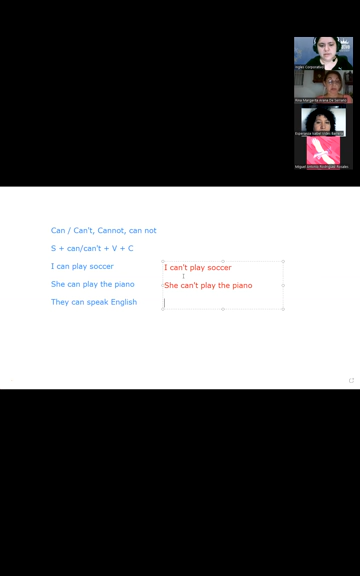 Can / Can't, Cannot, can not
S + can/can't + V + C
I can play soccer
She can play the piano
They can speak English
I can't play soccer
She can't play the piano